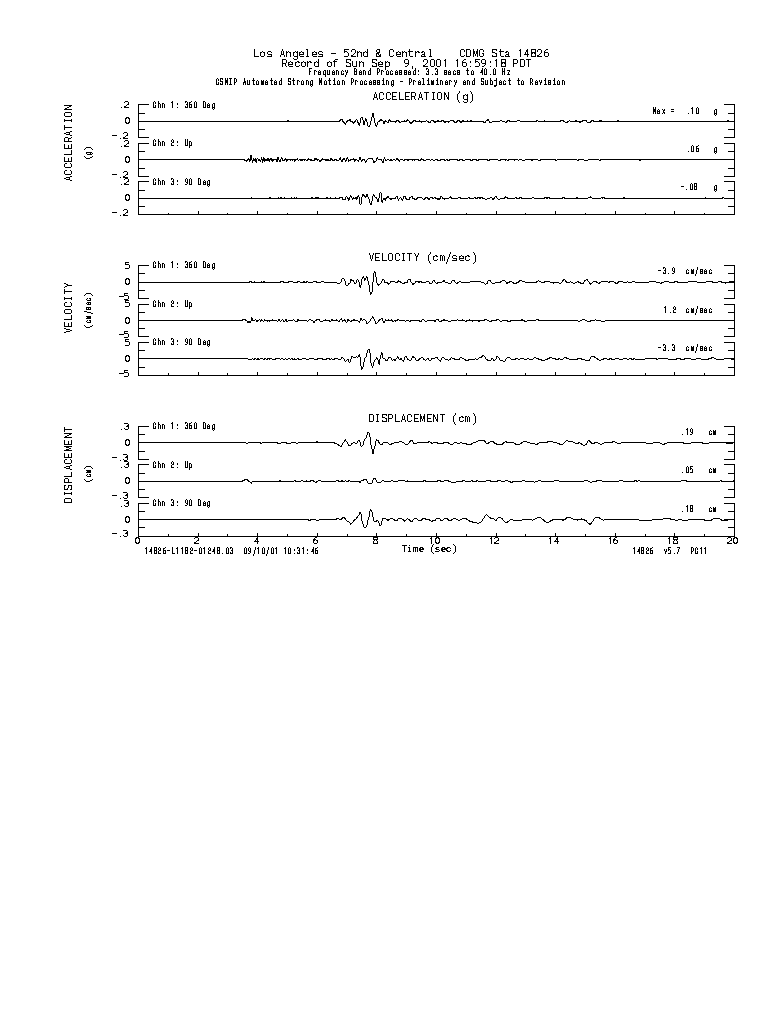 Los Angeles - 52nd & Central CDMG Sta 14826
Record of Sun Sep 9, 2001 16:59:18 PDT
Frequency Band Processed: 3.3 secs to 40.0 Hz
CSMIP Automated Strong Motion Processing - Preliminary and Subject to Revision
ACCELERATION (g)
ACCELERATION
(g)
.2
0
-.2
Chn 1: 360 Deg
Max = .10 g
.2
0
-.2
Chn 2: Up
.06 g
.2
0
-.2
Chn 3: 90 Deg
-.08 g
VELOCITY (cm/sec)
VELOCITY
(cm/sec)
5
0
-5
Chn 1: 360 Deg
-3.9 cm/sec
5
0
-5
Chn 2: Up
1.2 cm/sec
5
0
-5
Chn 3: 90 Deg
-3.3 cm/sec
DISPLACEMENT (cm)
DISPLACEMENT
(cm)
.3
0
-.3
Chn 1: 360 Deg
.19 cm
.3
0
-.3
Chn 2: Up
.05 cm
.3
0
-.3
Chn 3: 90 Deg
.18 cm
0 2 4 6 8 10 12 14 16 18 20
Time (sec)
14826-L1182-01248.03 09/10/01 10:31:46
14826 v5.7 PC11